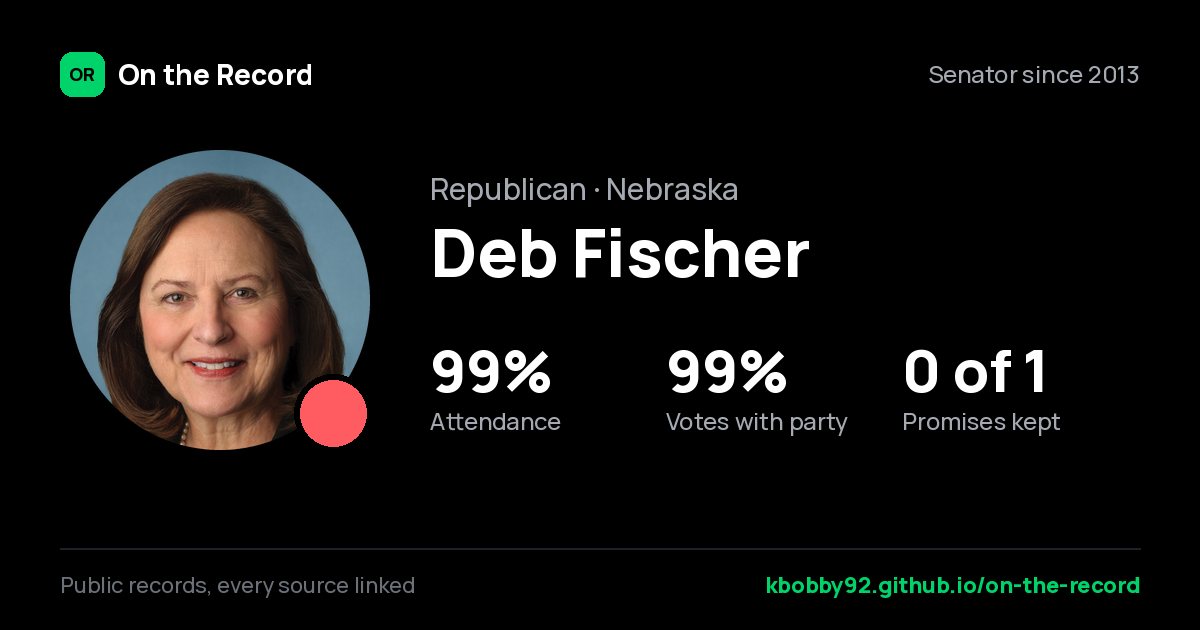 OR On the Record
Senator since 2013
Republican · Nebraska
Deb Fischer
99% 99% 0 of 1
Attendance Votes with party Promises kept
Public records, every source linked
kbobby92.github.io/on-the-record